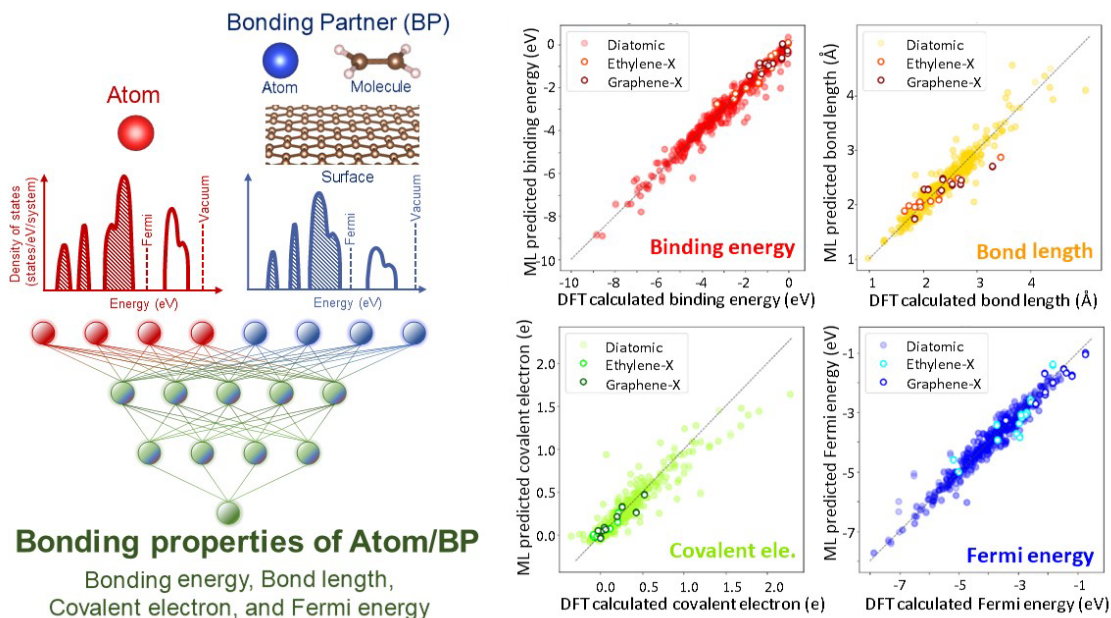 Bonding Partner (BP)
Atom
Molecule
Atom
Surface
Density of states
(states/eV/system)
Fermi
Vacuum
Energy (eV)
Fermi
Vacuum
Energy (eV)
Bonding properties of Atom/BP
Bonding energy, Bond length,
Covalent electron, and Fermi energy
ML predicted binding energy (eV)
0
-2
-4
-6
-8
-10
Diatomic
Ethylene-X
Graphene-X
Binding energy
-10 -8 -6 -4 -2 0
DFT calculated binding energy (eV)
ML predicted bond length (Å)
4
3
2
1
Diatomic
Ethylene-X
Graphene-X
Bond length
1 2 3 4
DFT calculated bond length (Å)
ML predicted covalent electron (e)
2.0
1.5
1.0
0.5
0.0
Diatomic
Ethylene-X
Graphene-X
Covalent ele.
0.0 0.5 1.0 1.5 2.0
DFT calculated covalent electron (e)
ML predicted Fermi energy (eV)
-1
-3
-5
-7
Diatomic
Ethylene-X
Graphene-X
Fermi energy
-7 -5 -3 -1
DFT calculated Fermi energy (eV)